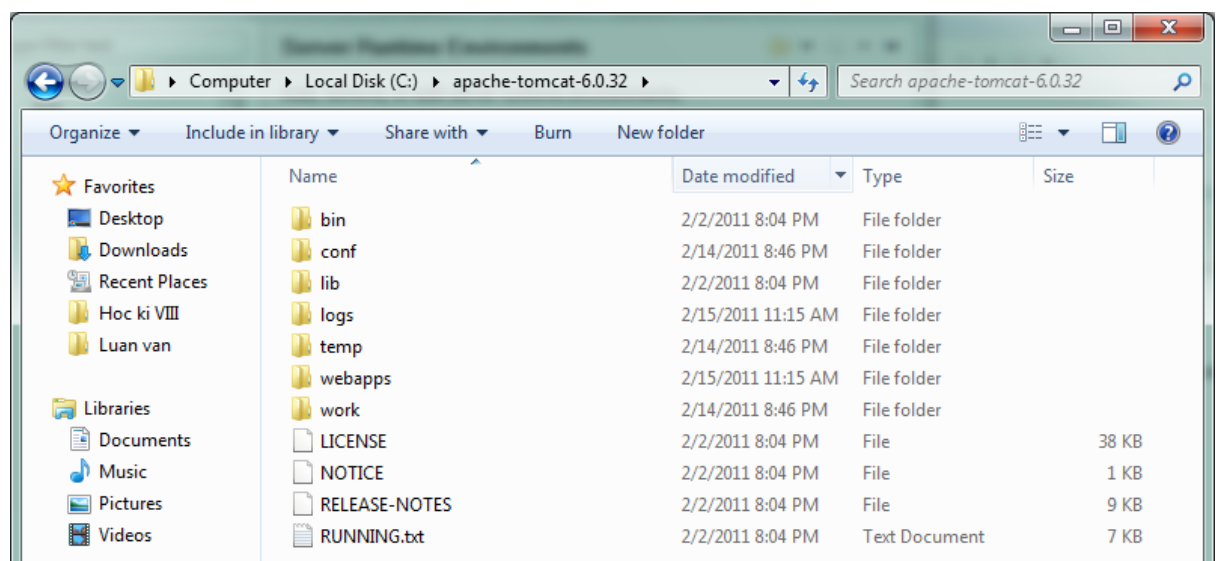 Server Runtime Environments
Computer Local Disk (C:) apache-tomcat-6.0.32 Search apache-tomcat-6.0.32
Organize Include in library Share with Burn New folder
Favorites
Desktop
Downloads
Recent Places
Hoc ki VIII
Luan van
Libraries
Documents
Music
Pictures
Videos
Name Date modified Type Size
bin 2/2/2011 8:04 PM File folder
conf 2/14/2011 8:46 PM File folder
lib 2/2/2011 8:04 PM File folder
logs 2/15/2011 11:15 AM File folder
temp 2/14/2011 8:46 PM File folder
webapps 2/15/2011 11:15 AM File folder
work 2/14/2011 8:46 PM File folder
LICENSE 2/2/2011 8:04 PM File 38 KB
NOTICE 2/2/2011 8:04 PM File 1 KB
RELEASE-NOTES 2/2/2011 8:04 PM File 9 KB
RUNNING.txt 2/2/2011 8:04 PM Text Document 7 KB